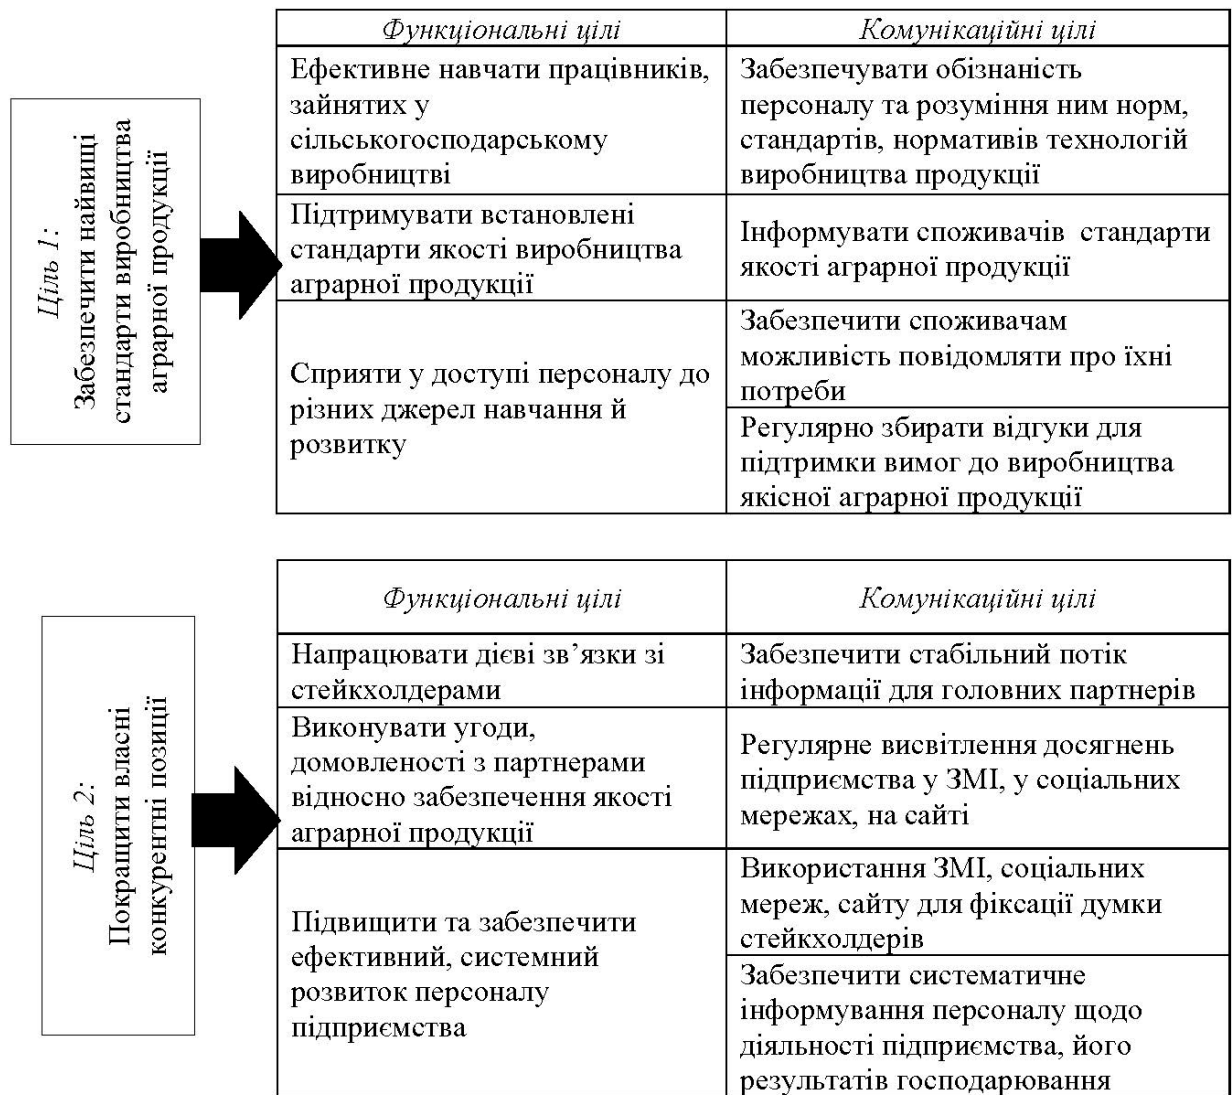 Ціль 1:
Забезпечити найвищі
стандарти виробництва
аграрної продукції
Функціональні цілі
Комунікаційні цілі
Ефективне навчати працівників,
зайнятих у
сільськогосподарському
виробництві
Забезпечувати обізнаність
персоналу та розуміння ним норм,
стандартів, нормативів технологій
виробництва продукції
Підтримувати встановлені
стандарти якості виробництва
аграрної продукції
Інформувати споживачів стандарти
якості аграрної продукції
Сприяти у доступі персоналу до
різних джерел навчання й
розвитку
Забезпечити споживачам
можливість повідомляти про їхні
потреби
Регулярно збирати відгуки для
підтримки вимог до виробництва
якісної аграрної продукції
Ціль 2:
Покращити власні
конкурентні позиції
Функціональні цілі
Комунікаційні цілі
Напрацювати дієві зв’язки зі
стейкхолдерами
Забезпечити стабільний потік
інформації для головних партнерів
Виконувати угоди,
домовленості з партнерами
відносно забезпечення якості
аграрної продукції
Регулярне висвітлення досягнень
підприємства у ЗМІ, у соціальних
мережах, на сайті
Підвищити та забезпечити
ефективний, системний
розвиток персоналу
підприємства
Використання ЗМІ, соціальних
мереж, сайту для фіксації думки
стейкхолдерів
Забезпечити систематичне
інформування персоналу щодо
діяльності підприємства, його
результатів господарювання